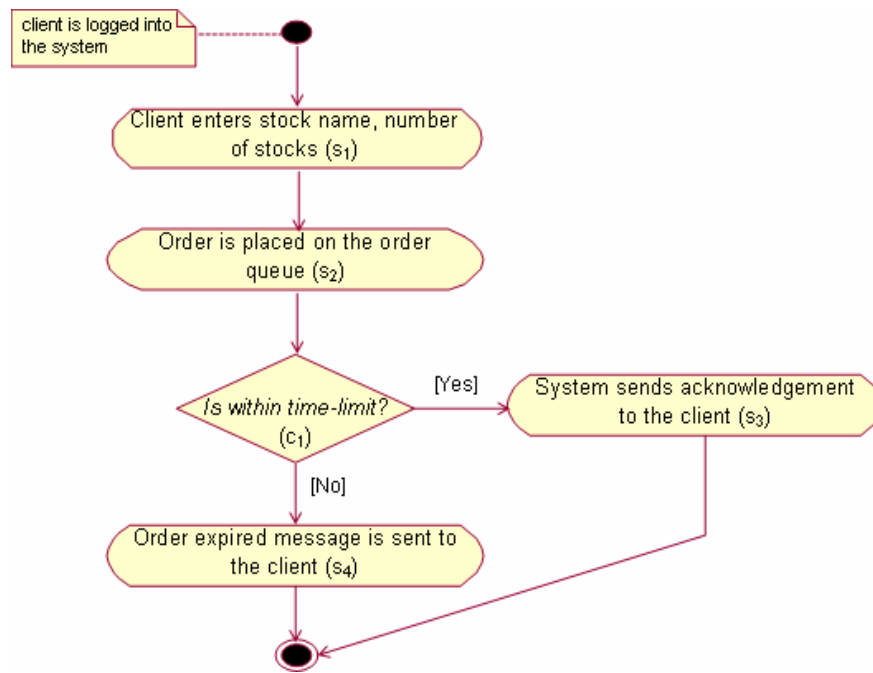 client is logged into
the system
Client enters stock name, number
of stocks (s₁)
Order is placed on the order
queue (s₂)
Is within time-limit?
(c₁)
[Yes]
System sends acknowledgement
to the client (s₃)
[No]
Order expired message is sent to
the client (s₄)